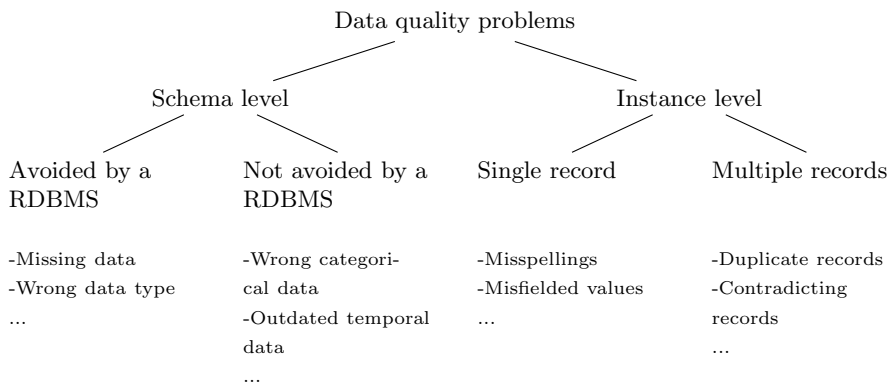 Data quality problems
Schema level
Instance level
Avoided by a
RDBMS
Not avoided by a
RDBMS
Single record
Multiple records
-Missing data
-Wrong data type
...
-Wrong categori-
cal data
-Outdated temporal
data
...
-Misspellings
-Misfielded values
...
-Duplicate records
-Contradicting
records
...